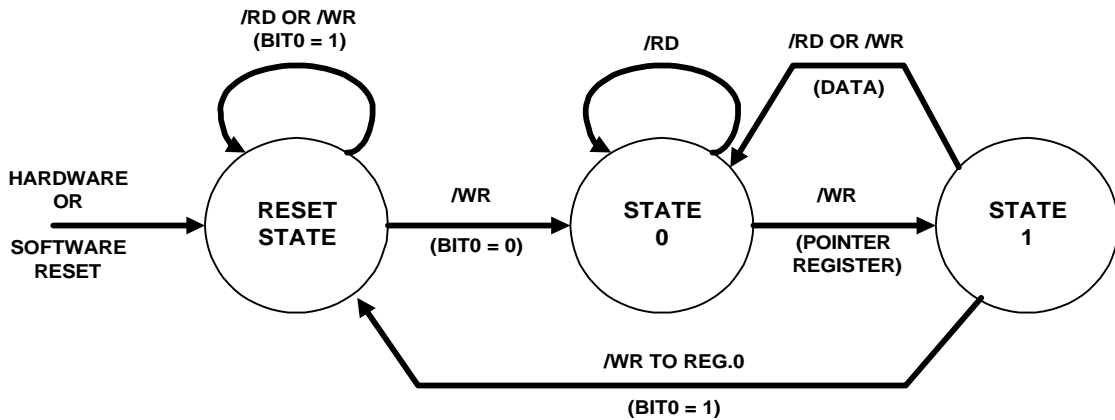 /RD OR /WR
(BIT0 = 1)
/RD
/RD OR /WR
(DATA)
HARDWARE
OR
SOFTWARE
RESET
RESET
STATE
/WR
(BIT0 = 0)
STATE
0
/WR
(POINTER
REGISTER)
STATE
1
/WR TO REG.0
(BIT0 = 1)